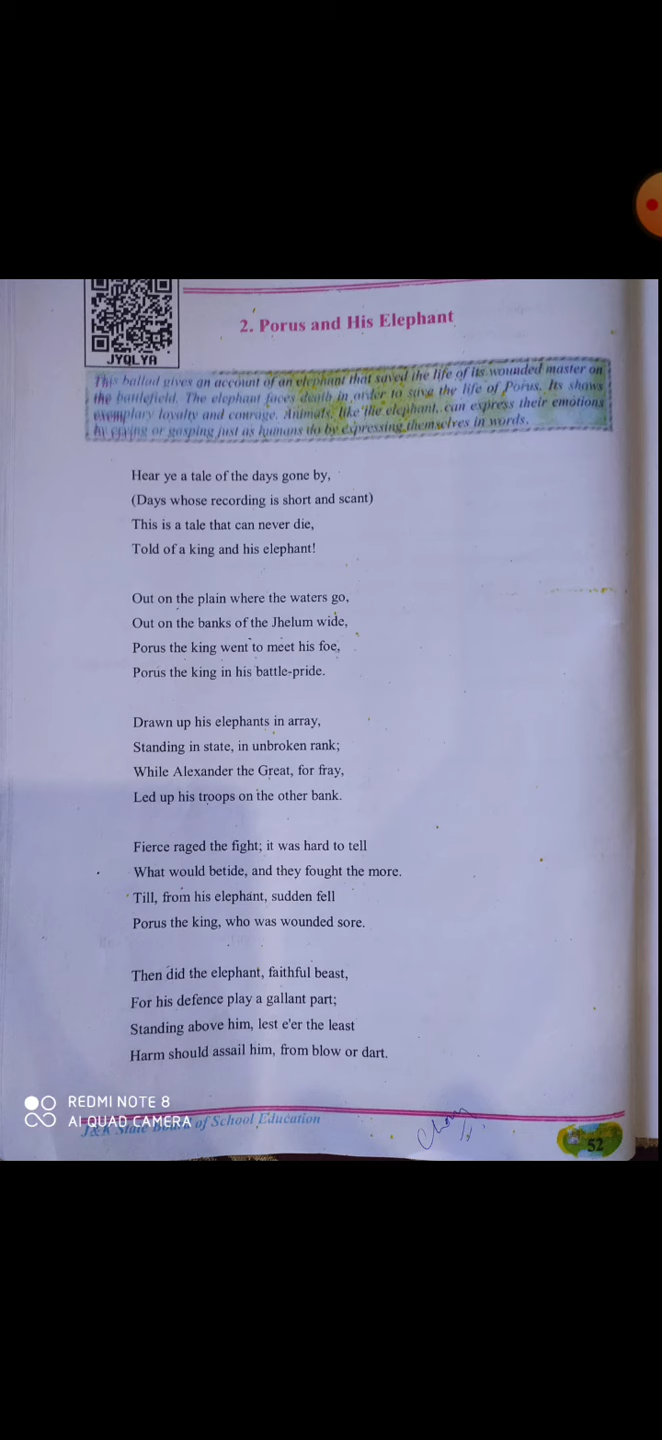 JYQLYA
2. Porus and His Elephant
This ballad gives an account of an elephant that saved the life of its wounded master on
the battlefield. The elephant faces death in order to save the life of Porus. Its shows
exemplary loyalty and courage. Animals, like the elephant, can express their emotions
by crying or gasping just as humans do by expressing themselves in words.
Hear ye a tale of the days gone by,
(Days whose recording is short and scant)
This is a tale that can never die,
Told of a king and his elephant!
Out on the plain where the waters go,
Out on the banks of the Jhelum wide,
Porus the king went to meet his foe,
Porus the king in his battle-pride.
Drawn up his elephants in array,
Standing in state, in unbroken rank;
While Alexander the Great, for fray,
Led up his troops on the other bank.
Fierce raged the fight; it was hard to tell
What would betide, and they fought the more.
Till, from his elephant, sudden fell
Porus the king, who was wounded sore.
Then did the elephant, faithful beast,
For his defence play a gallant part;
Standing above him, lest e'er the least
Harm should assail him, from blow or dart.
REDMI NOTE 8
AI QUAD CAMERA
J&K State Board of School Education
52